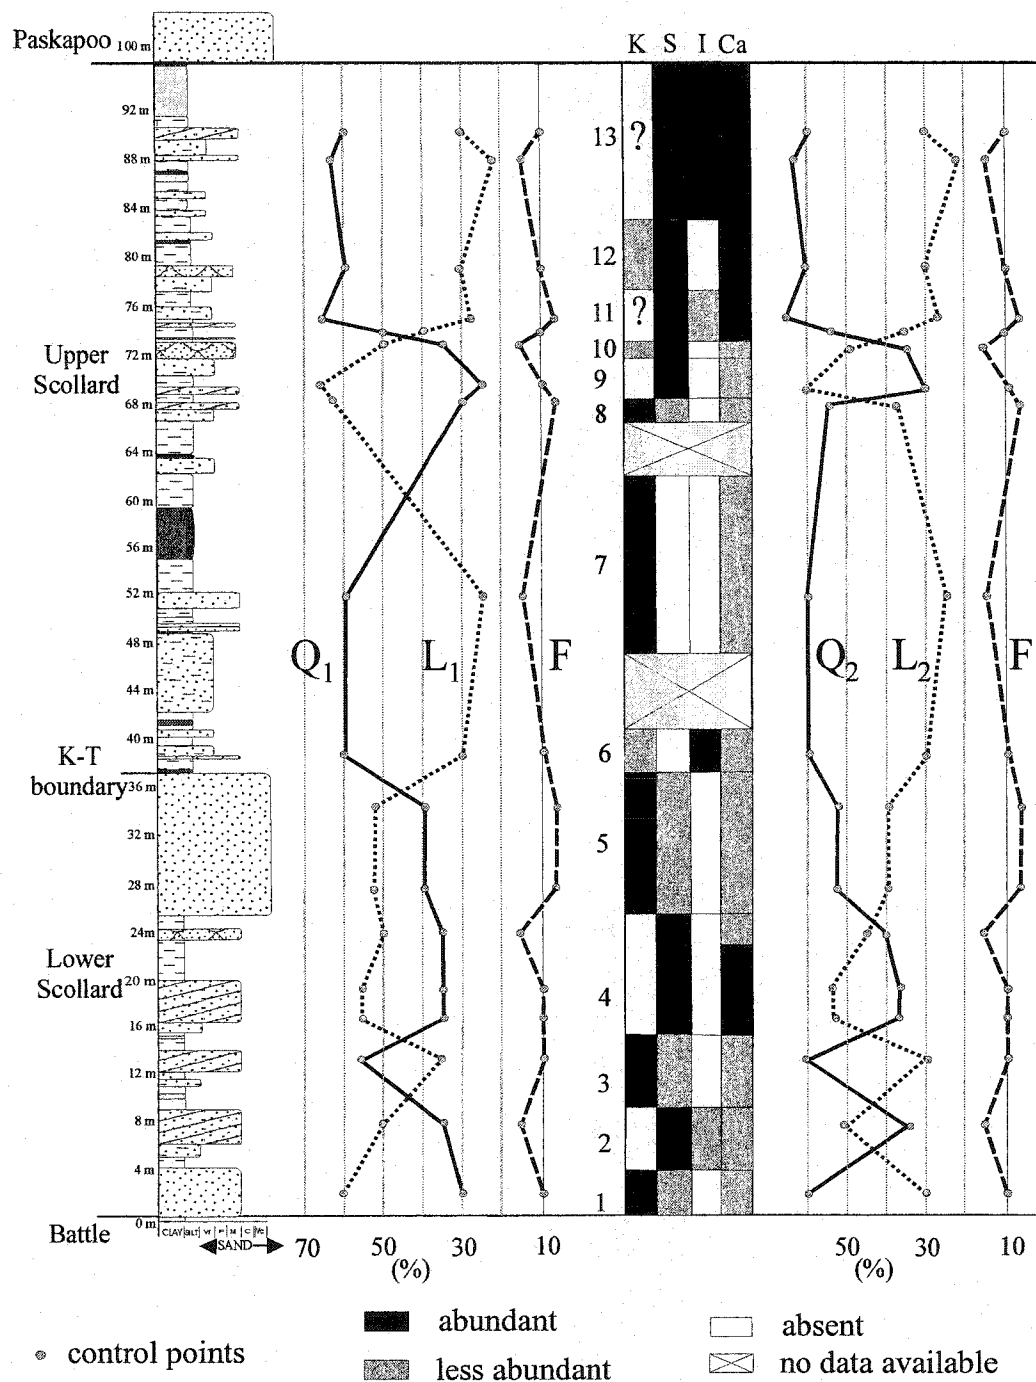 Paskapoo
100 m
K S I Ca
92 m
13 ?
88 m
84 m
12
80 m
76 m
11 ?
Upper
Scollard
72 m
10
9
68 m
8
64 m
60 m
56 m
7
52 m
48 m
Q1 L1 F Q2 L2 F
44 m
40 m
6
K-T
boundary
36 m
32 m
5
28 m
24 m
Lower
Scollard
20 m
4
16 m
12 m
3
8 m
2
4 m
1
Battle
0 m
CLAY SILT Vf F M C Vc
SAND
70 50 30 10
(%)
50 30 10
(%)
abundant
absent
control points
less abundant
no data available